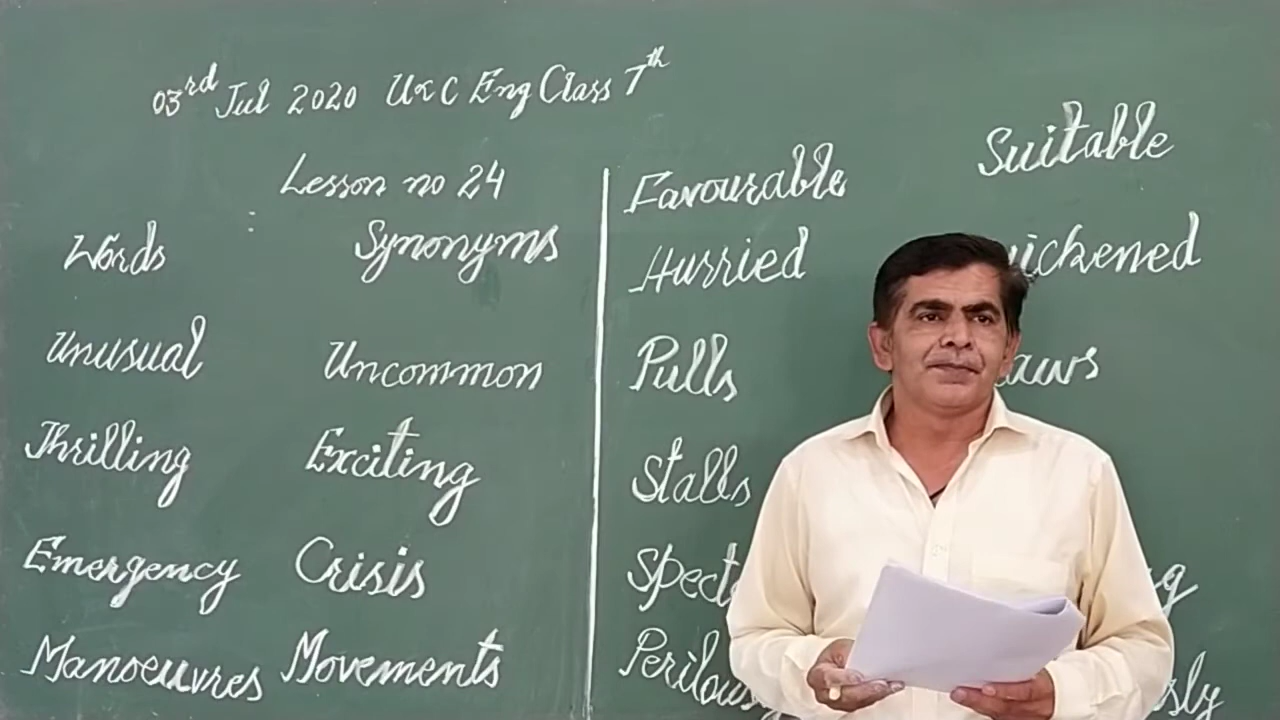 03rd Jul 2020 U&C Eng Class 7th
Lesson no 24
Words Synonyms
Unusual Uncommon
Thrilling Exciting
Emergency Crisis
Manoeuvres Movements
Favourable Suitable
Hurried
Pulls
Stalls